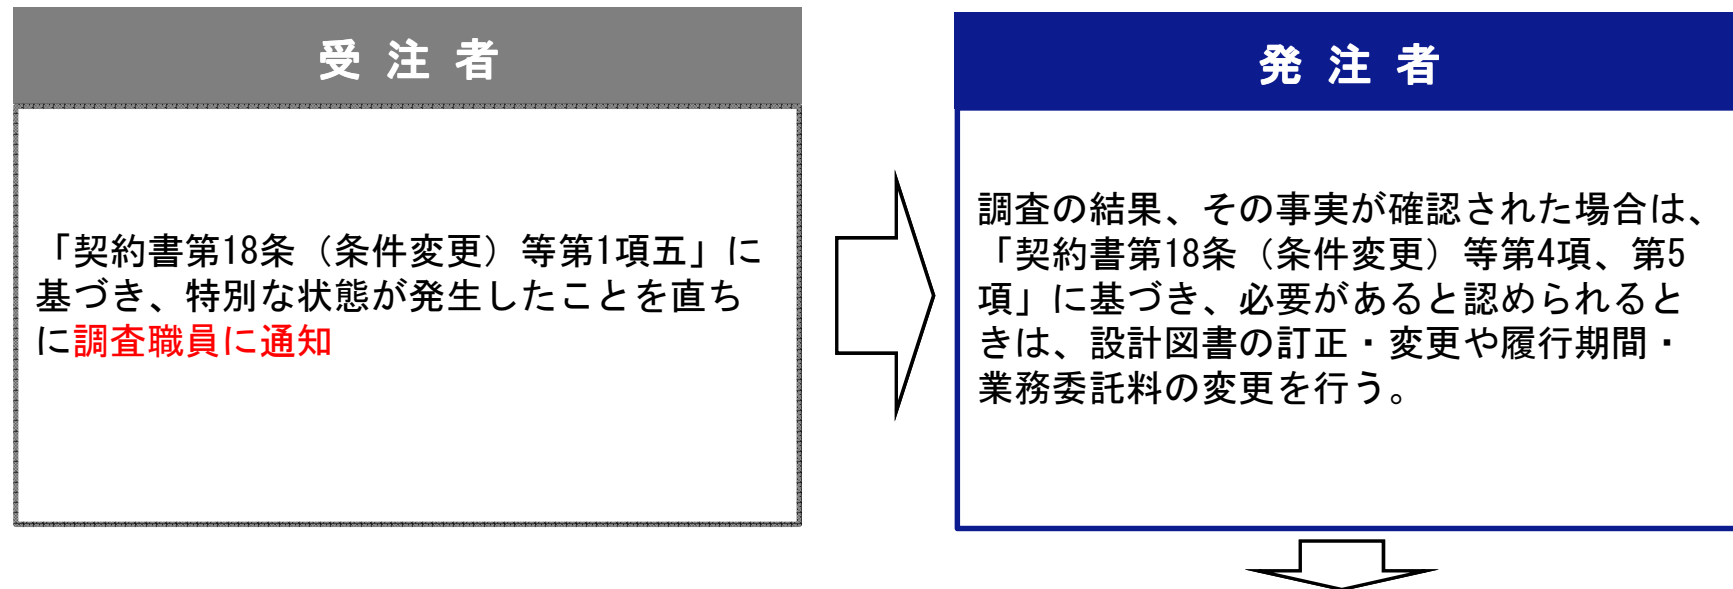 受注者
「契約書第18条（条件変更）等第1項五」に
基づき、特別な状態が発生したことを直ち
に調査職員に通知
発注者
調査の結果、その事実が確認された場合は、
「契約書第18条（条件変更）等第4項、第5
項」に基づき、必要があると認められると
きは、設計図書の訂正・変更や履行期間・
業務委託料の変更を行う。